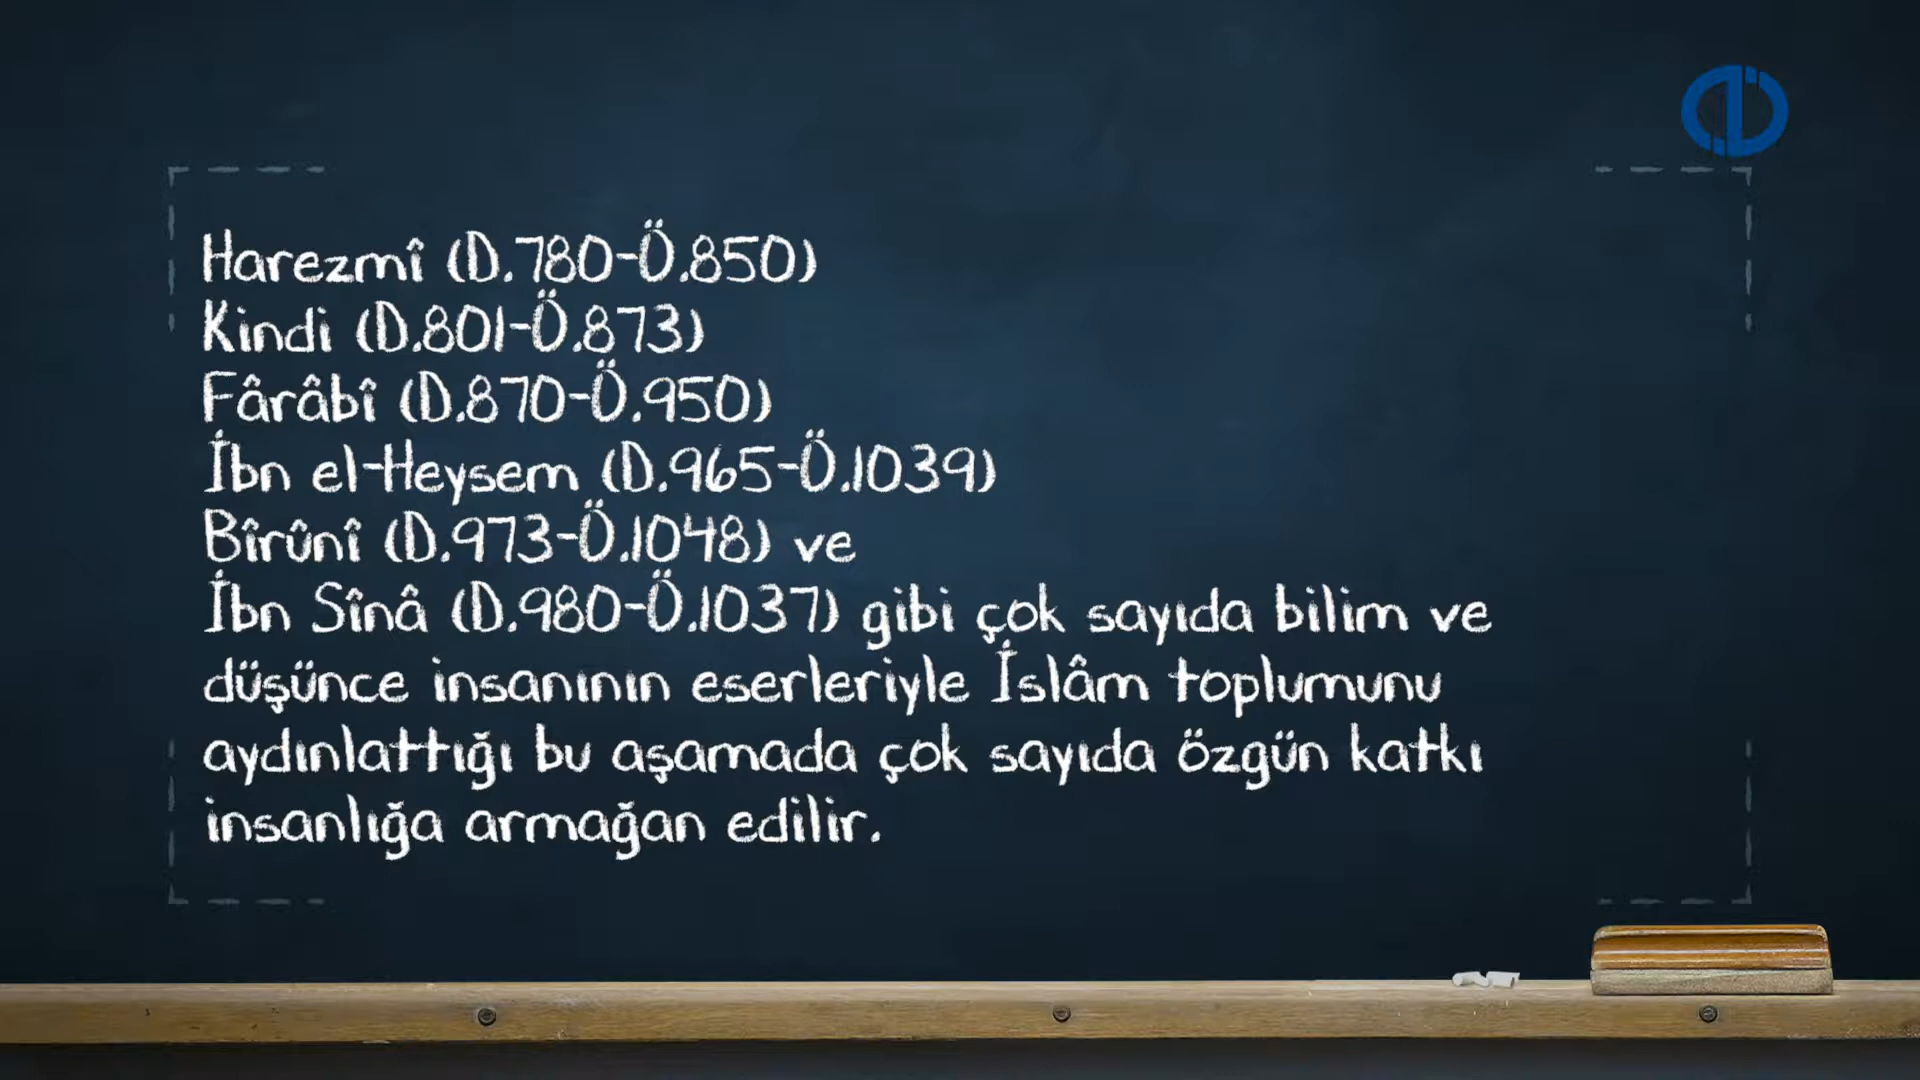 Harezmî (D.780-Ö.850)
Kindi (D.801-Ö.873)
Fârâbî (D.870-Ö.950)
İbn el-Heysem (D.965-Ö.1039)
Bîrûnî (D.973-Ö.1048) ve
İbn Sînâ (D.980-Ö.1037) gibi çok sayıda bilim ve
düşünce insanının eserleriyle İslâm toplumunu
aydınlattığı bu aşamada çok sayıda özgün katkı
insanlığa armağan edilir.